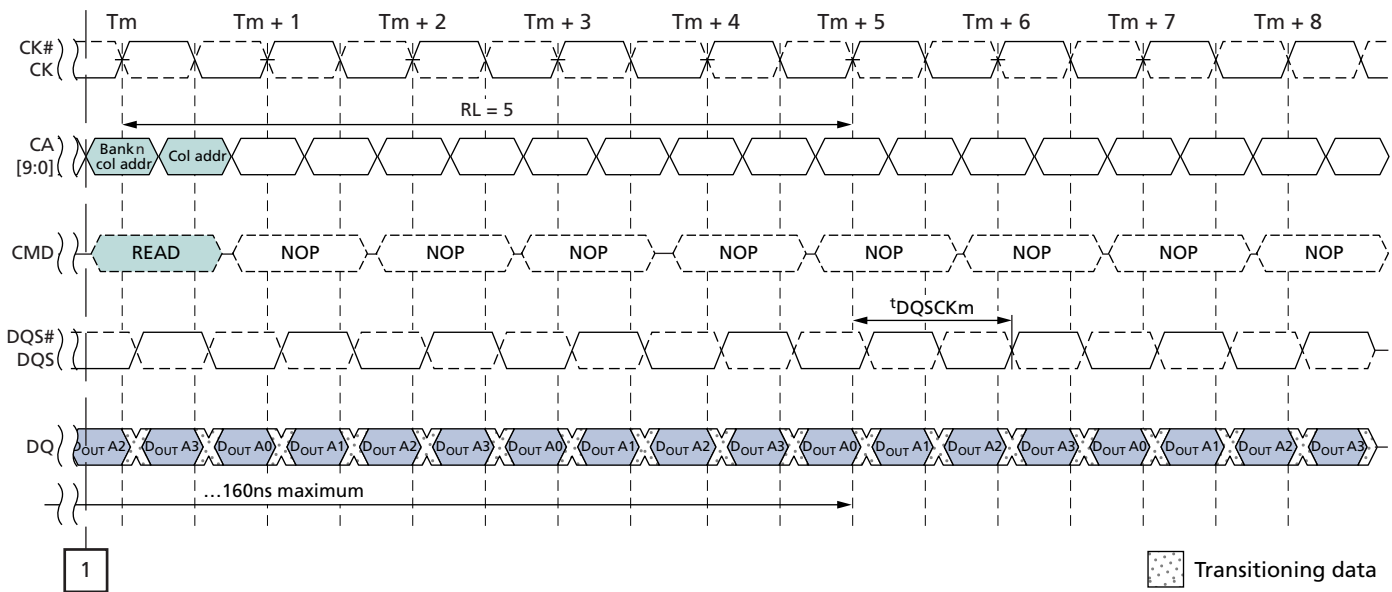 Tm Tm + 1 Tm + 2 Tm + 3 Tm + 4 Tm + 5 Tm + 6 Tm + 7 Tm + 8
CK#
CK
RL = 5
CA
[9:0]
Bank n
col addr
Col addr
CMD READ NOP NOP NOP NOP NOP NOP NOP NOP
tDQSCKm
DQS#
DQS
DQ DOUT A2 DOUT A3 DOUT A0 DOUT A1 DOUT A2 DOUT A3 DOUT A0 DOUT A1 DOUT A2 DOUT A3 DOUT A0 DOUT A1 DOUT A2 DOUT A3 DOUT A0 DOUT A1 DOUT A2 DOUT A3
…160ns maximum
1
Transitioning data